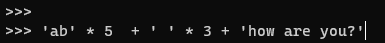 >>>
>>> 'ab' * 5  + ' ' * 3 + 'how are you?'